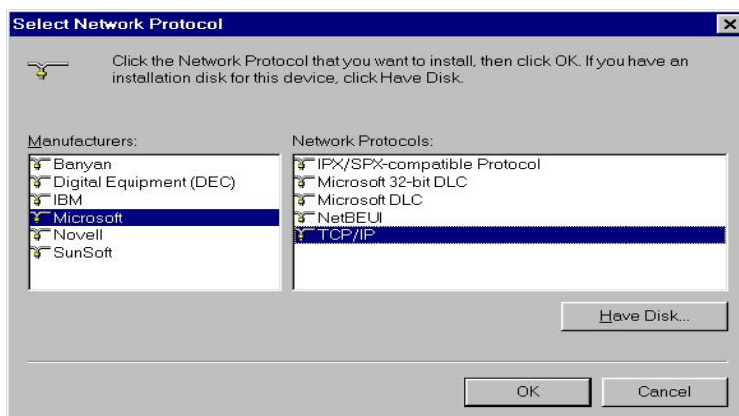 Select Network Protocol
Click the Network Protocol that you want to install, then click OK. If you have an
installation disk for this device, click Have Disk.
Manufacturers:
Banyan
Digital Equipment (DEC)
IBM
Microsoft
Novell
SunSoft
Network Protocols:
IPX/SPX-compatible Protocol
Microsoft 32-bit DLC
Microsoft DLC
NetBEUI
TCP/IP
Have Disk...
OK
Cancel